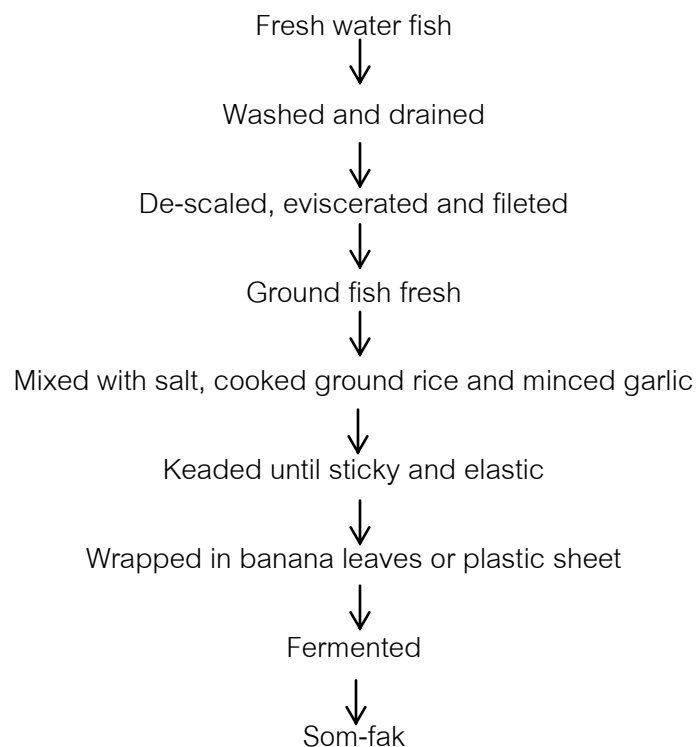 Fresh water fish
Washed and drained
De-scaled, eviscerated and fileted
Ground fish fresh
Mixed with salt, cooked ground rice and minced garlic
Keaded until sticky and elastic
Wrapped in banana leaves or plastic sheet
Fermented
Som-fak